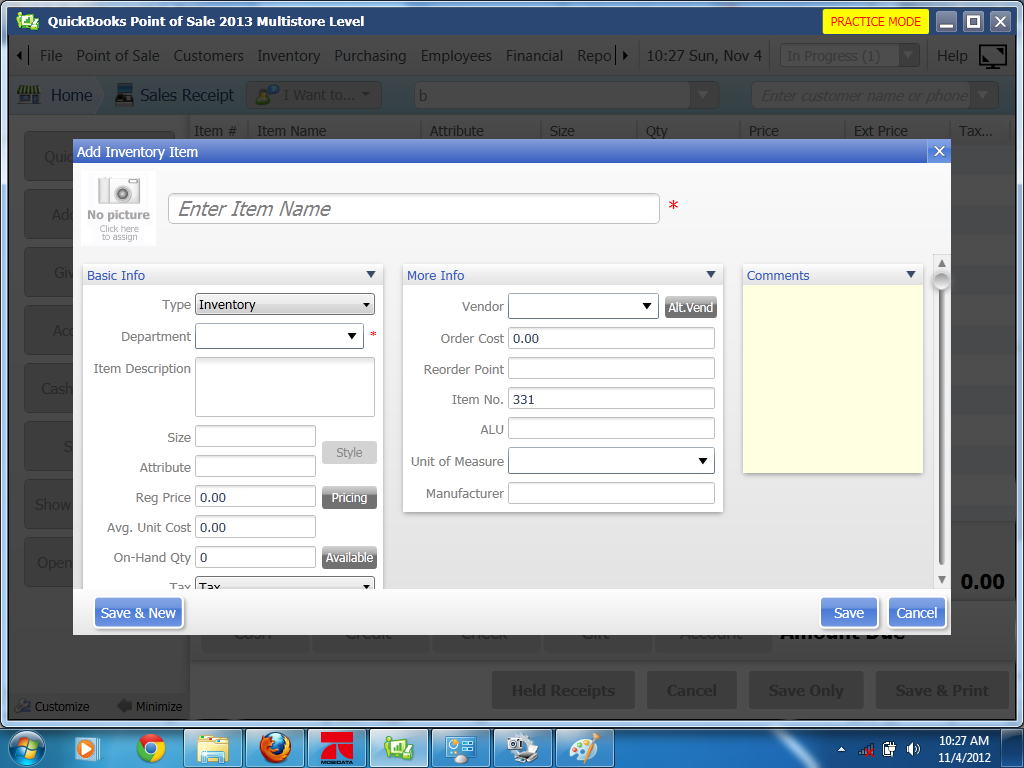 QuickBooks Point of Sale 2013 Multistore Level PRACTICE MODE
File Point of Sale Customers Inventory Purchasing Employees Financial Repo 10:27 Sun, Nov 4 In Progress (1) Help
Home Sales Receipt I Want to... b Enter customer name or phone
Item # Item Name Attribute Size Qty Price Ext Price Tax...
Add Inventory Item
No picture
Click here
to assign
Enter Item Name *
Basic Info
Type Inventory
Department *
Item Description
Size
Style
Attribute
Reg Price 0.00 Pricing
Avg. Unit Cost 0.00
On-Hand Qty 0 Available
Tax Tax
More Info
Vendor Alt.Vend
Order Cost 0.00
Reorder Point
Item No. 331
ALU
Unit of Measure
Manufacturer
Comments
Save & New Save Cancel
Quic
Add
Giv
Acc
Cash
S
Show
Open
0.00
Cash Credit Check Gift Account Amount Due
Held Receipts Cancel Save Only Save & Print
Customize Minimize
MOBIDATA
10:27 AM
11/4/2012